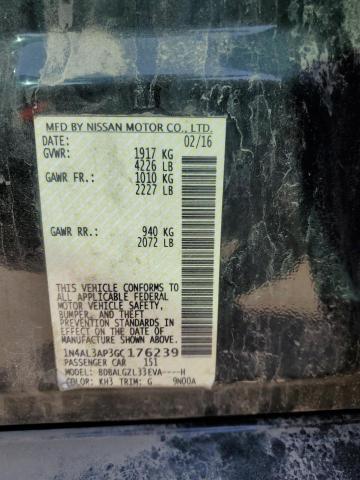 MFD BY NISSAN MOTOR CO., LTD.
DATE: 02/16
GVWR: 1917 KG
4226 LB
GAWR FR.: 1010 KG
2227 LB
GAWR RR.: 940 KG
2072 LB
THIS VEHICLE CONFORMS TO
ALL APPLICABLE FEDERAL
MOTOR VEHICLE SAFETY,
BUMPER, AND THEFT
PREVENTION STANDARDS IN
EFFECT ON THE DATE OF
MANUFACTURE SHOWN ABOVE.
1N4AL3AP3GC176239
PASSENGER CAR 151
MODEL: BDBALGZL33EVA----H
COLOR: KH3 TRIM: G 9N00A